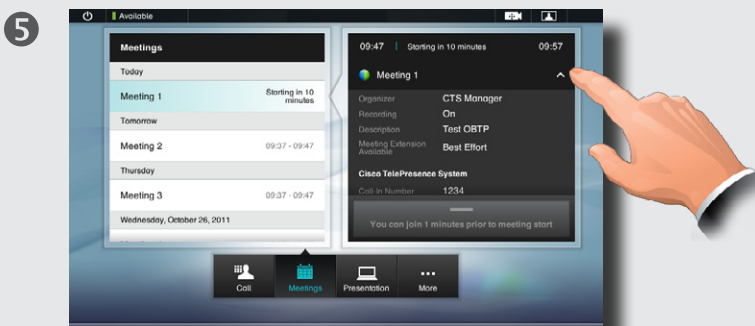 5
Available
Meetings
Today
Meeting 1 Starting in 10 minutes
Tomorrow
Meeting 2 09:37 - 09:47
Thursday
Meeting 3 09:37 - 09:47
Wednesday, October 26, 2011
09:47 | Starting in 10 minutes 09:57
Meeting 1
Organizer CTS Manager
Recording On
Description Test OBTP
Meeting Extension Available Best Effort
Cisco TelePresence System
Call-In Number 1234
You can join 1 minutes prior to meeting start
Call
Meetings
Presentation
More